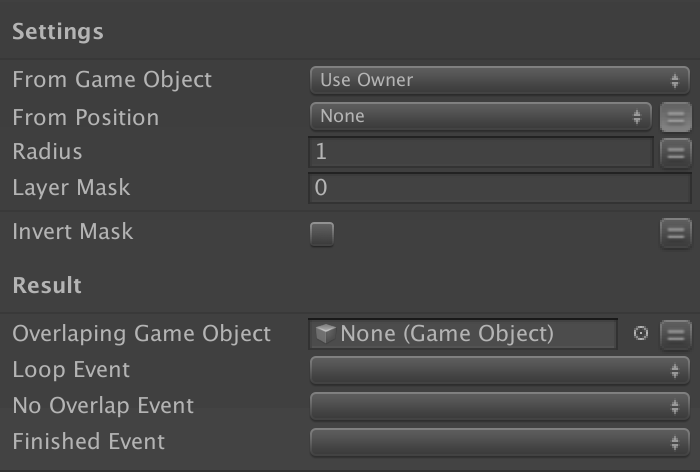 Settings
From Game Object Use Owner
From Position None
Radius 1
Layer Mask 0
Invert Mask
Result
Overlaping Game Object None (Game Object)
Loop Event
No Overlap Event
Finished Event